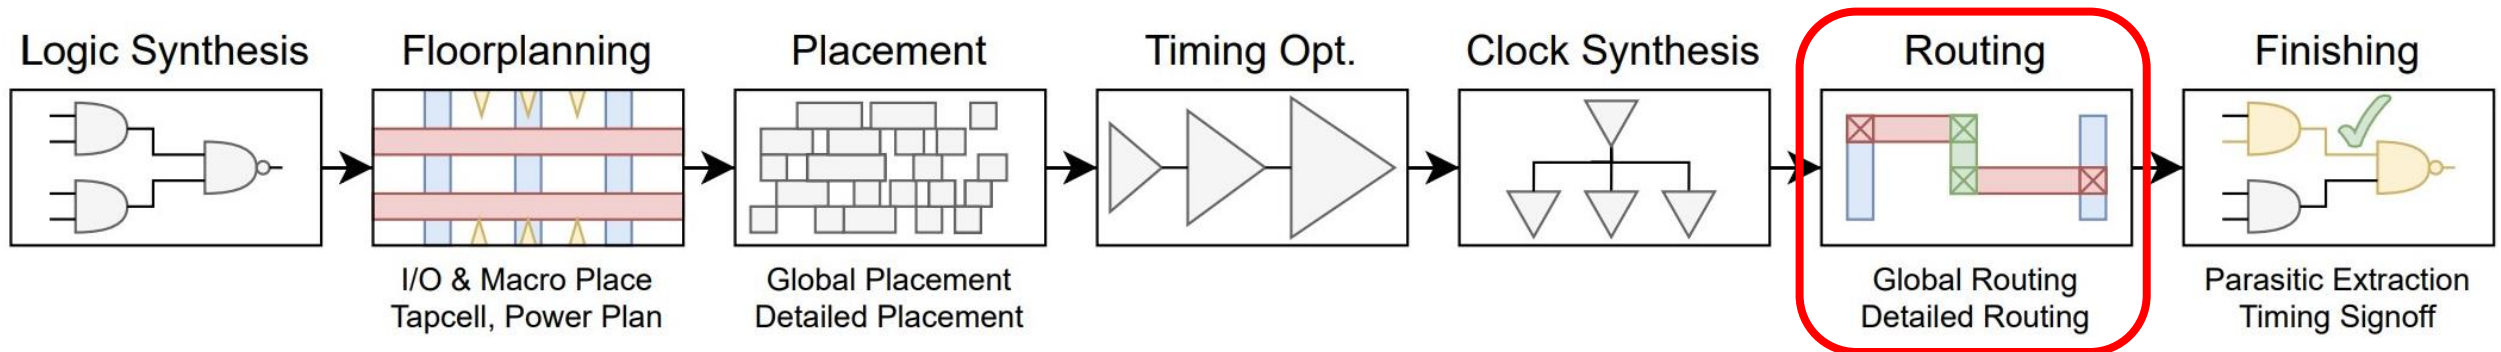 Logic Synthesis
Floorplanning
Placement
Timing Opt.
Clock Synthesis
Routing
Finishing
I/O & Macro Place
Tapcell, Power Plan
Global Placement
Detailed Placement
Global Routing
Detailed Routing
Parasitic Extraction
Timing Signoff